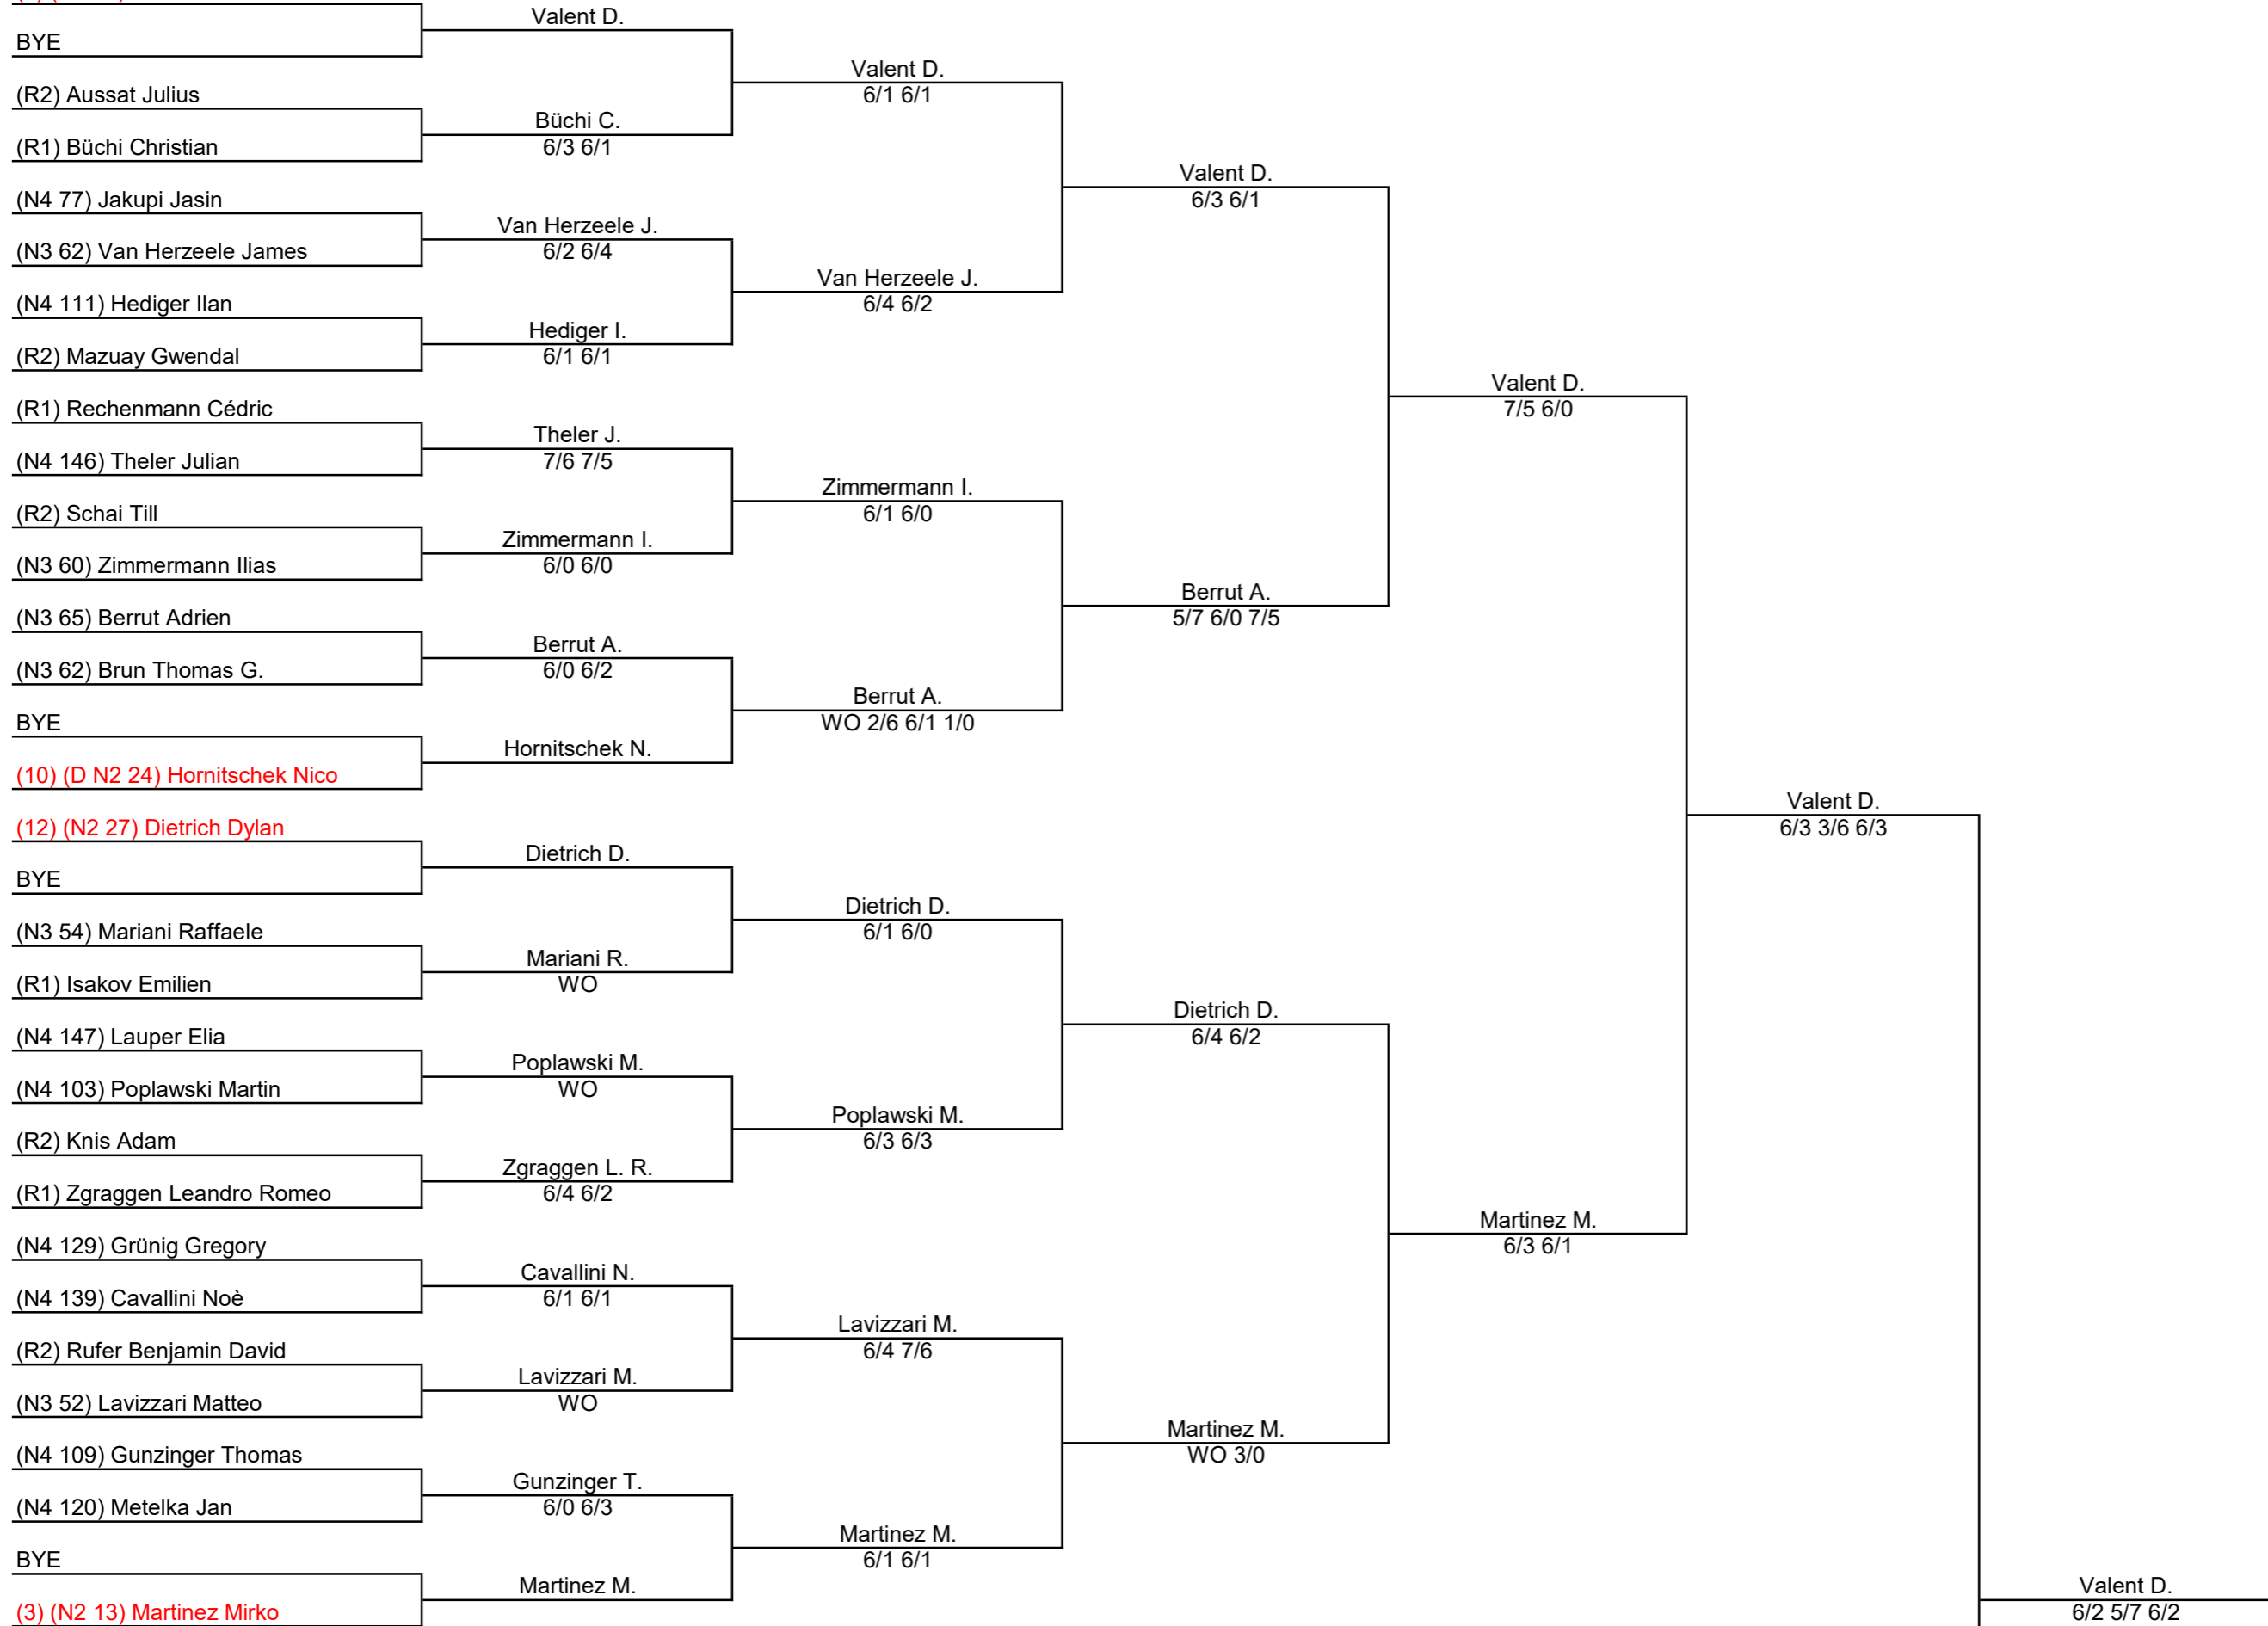 BYE
(R2) Aussat Julius
(R1) Büchi Christian
(N4 77) Jakupi Jasin
(N3 62) Van Herzeele James
(N4 111) Hediger Ilan
(R2) Mazuay Gwendal
(R1) Rechenmann Cédric
(N4 146) Theler Julian
(R2) Schai Till
(N3 60) Zimmermann Ilias
(N3 65) Berrut Adrien
(N3 62) Brun Thomas G.
BYE
(10) (D N2 24) Hornitschek Nico
(12) (N2 27) Dietrich Dylan
BYE
(N3 54) Mariani Raffaele
(R1) Isakov Emilien
(N4 147) Lauper Elia
(N4 103) Poplawski Martin
(R2) Knis Adam
(R1) Zgraggen Leandro Romeo
(N4 129) Grünig Gregory
(N4 139) Cavallini Noè
(R2) Rufer Benjamin David
(N3 52) Lavizzari Matteo
(N4 109) Gunzinger Thomas
(N4 120) Metelka Jan
BYE
(3) (N2 13) Martinez Mirko
Valent D.
Büchi C.
6/3 6/1
Van Herzeele J.
6/2 6/4
Hediger I.
6/1 6/1
Theler J.
7/6 7/5
Zimmermann I.
6/0 6/0
Berrut A.
6/0 6/2
Hornitschek N.
Dietrich D.
Mariani R.
WO
Poplawski M.
WO
Zgraggen L. R.
6/4 6/2
Cavallini N.
6/1 6/1
Lavizzari M.
WO
Gunzinger T.
6/0 6/3
Martinez M.
Valent D.
6/1 6/1
Van Herzeele J.
6/4 6/2
Zimmermann I.
6/1 6/0
Berrut A.
WO 2/6 6/1 1/0
Dietrich D.
6/1 6/0
Poplawski M.
6/3 6/3
Lavizzari M.
6/4 7/6
Martinez M.
6/1 6/1
Valent D.
6/3 6/1
Berrut A.
5/7 6/0 7/5
Dietrich D.
6/4 6/2
Martinez M.
WO 3/0
Valent D.
7/5 6/0
Martinez M.
6/3 6/1
Valent D.
6/3 3/6 6/3
Valent D.
6/2 5/7 6/2